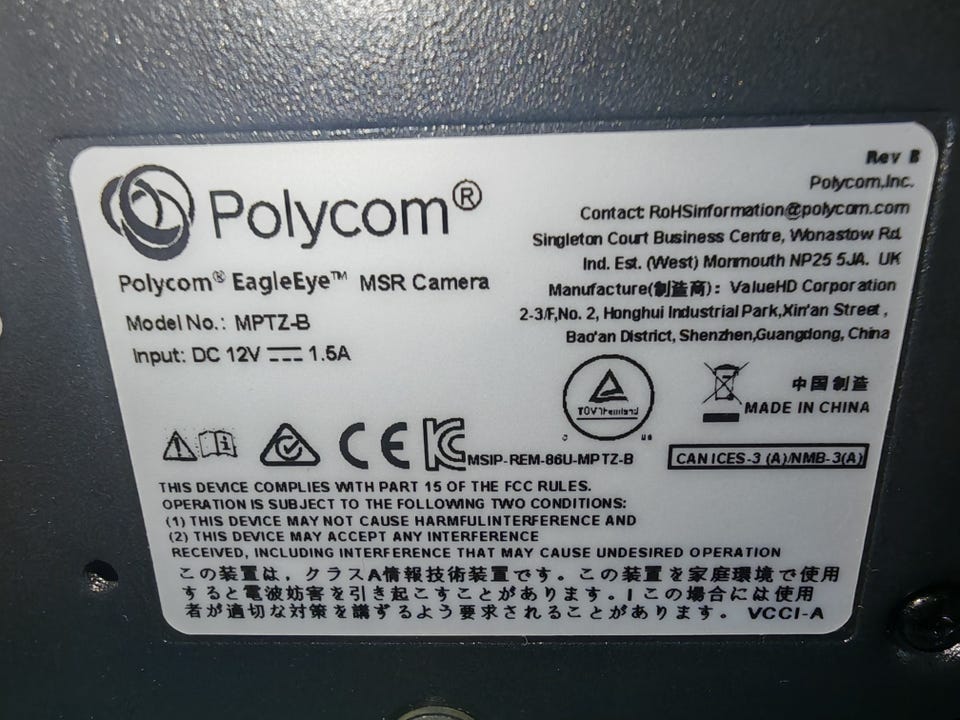 Rev B
Polycom®
Polycom,Inc.
Contact: RoHSinformation@polycom.com
Singleton Court Business Centre, Wonastow Rd.
Ind. Est. (West) Monmouth NP25 5JA. UK
Manufacture(制造商): ValueHD Corporation
2-3/F,No. 2, Honghui Industrial Park,Xin'an Street,
Bao'an District, Shenzhen,Guangdong, China
Polycom® EagleEye™ MSR Camera
Model No.: MPTZ-B
Input: DC 12V ⎓ 1.5A
TÜVRheinland
C US
中国制造
MADE IN CHINA
CE
MSIP-REM-86U-MPTZ-B
CAN ICES-3 (A)/NMB-3(A)
THIS DEVICE COMPLIES WITH PART 15 OF THE FCC RULES.
OPERATION IS SUBJECT TO THE FOLLOWING TWO CONDITIONS:
(1) THIS DEVICE MAY NOT CAUSE HARMFULINTERFERENCE AND
(2) THIS DEVICE MAY ACCEPT ANY INTERFERENCE
RECEIVED, INCLUDING INTERFERENCE THAT MAY CAUSE UNDESIRED OPERATION
この装置は，クラスA情報技術装置です。この装置を家庭環境で使用
すると電波妨害を引き起こすことがあります。Iこの場合には使用
者が適切な対策を講ずるよう要求されることがあります。VCCI-A